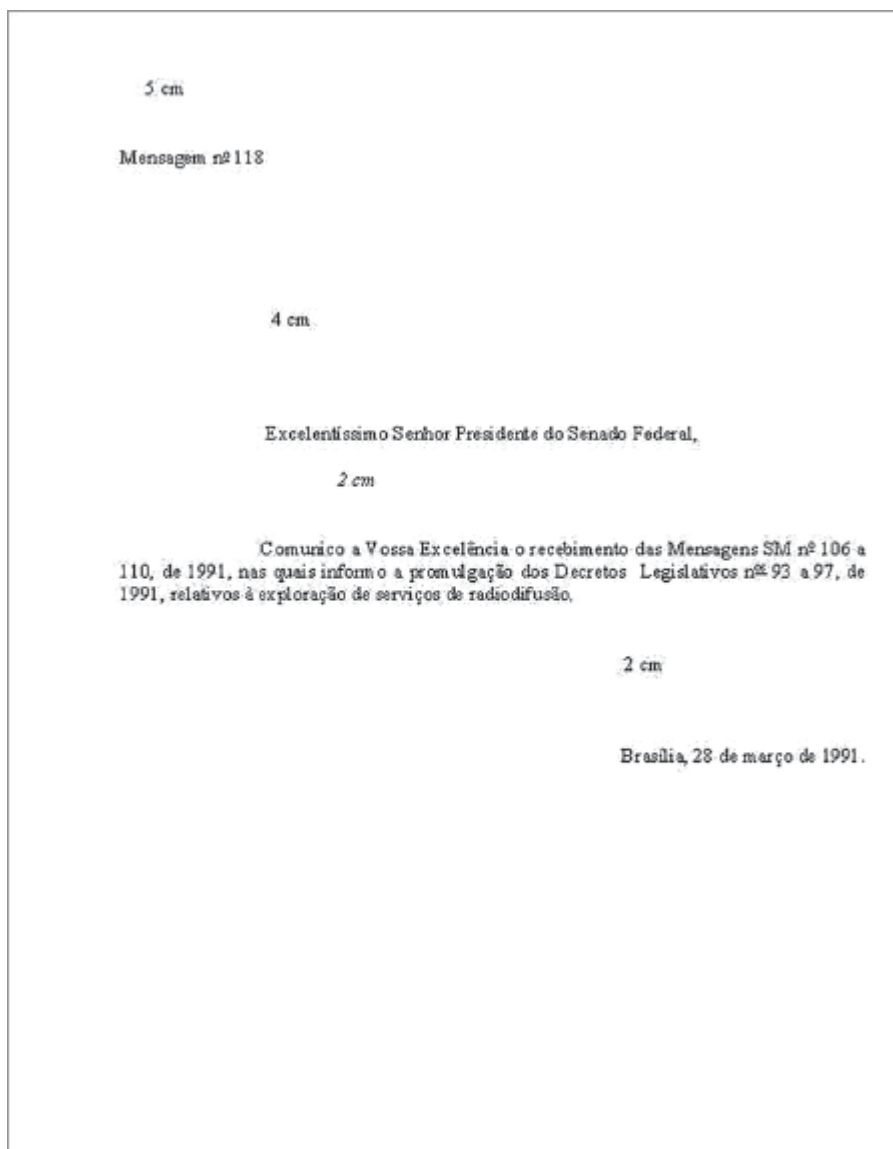 5 cm
Mensagem nº 118
4 cm
Excelentíssimo Senhor Presidente do Senado Federal,
2 cm
Comunico a Vossa Excelência o recebimento das Mensagens SM nº 106 a
110, de 1991, nas quais informo a promulgação dos Decretos Legislativos nºs 93 a 97, de
1991, relativos à exploração de serviços de radiodifusão.
2 cm
Brasília, 28 de março de 1991.